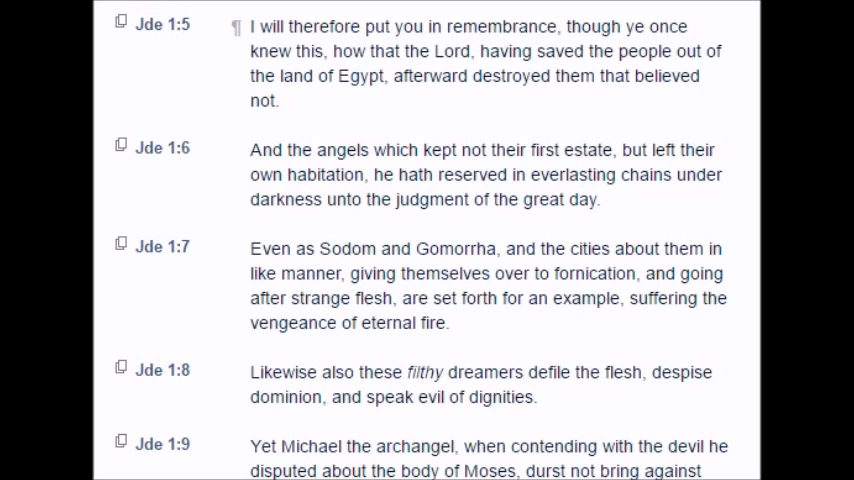 Jde 1:5 ¶ I will therefore put you in remembrance, though ye once
knew this, how that the Lord, having saved the people out of
the land of Egypt, afterward destroyed them that believed
not.
Jde 1:6 And the angels which kept not their first estate, but left their
own habitation, he hath reserved in everlasting chains under
darkness unto the judgment of the great day.
Jde 1:7 Even as Sodom and Gomorrha, and the cities about them in
like manner, giving themselves over to fornication, and going
after strange flesh, are set forth for an example, suffering the
vengeance of eternal fire.
Jde 1:8 Likewise also these filthy dreamers defile the flesh, despise
dominion, and speak evil of dignities.
Jde 1:9 Yet Michael the archangel, when contending with the devil he
disputed about the body of Moses, durst not bring against